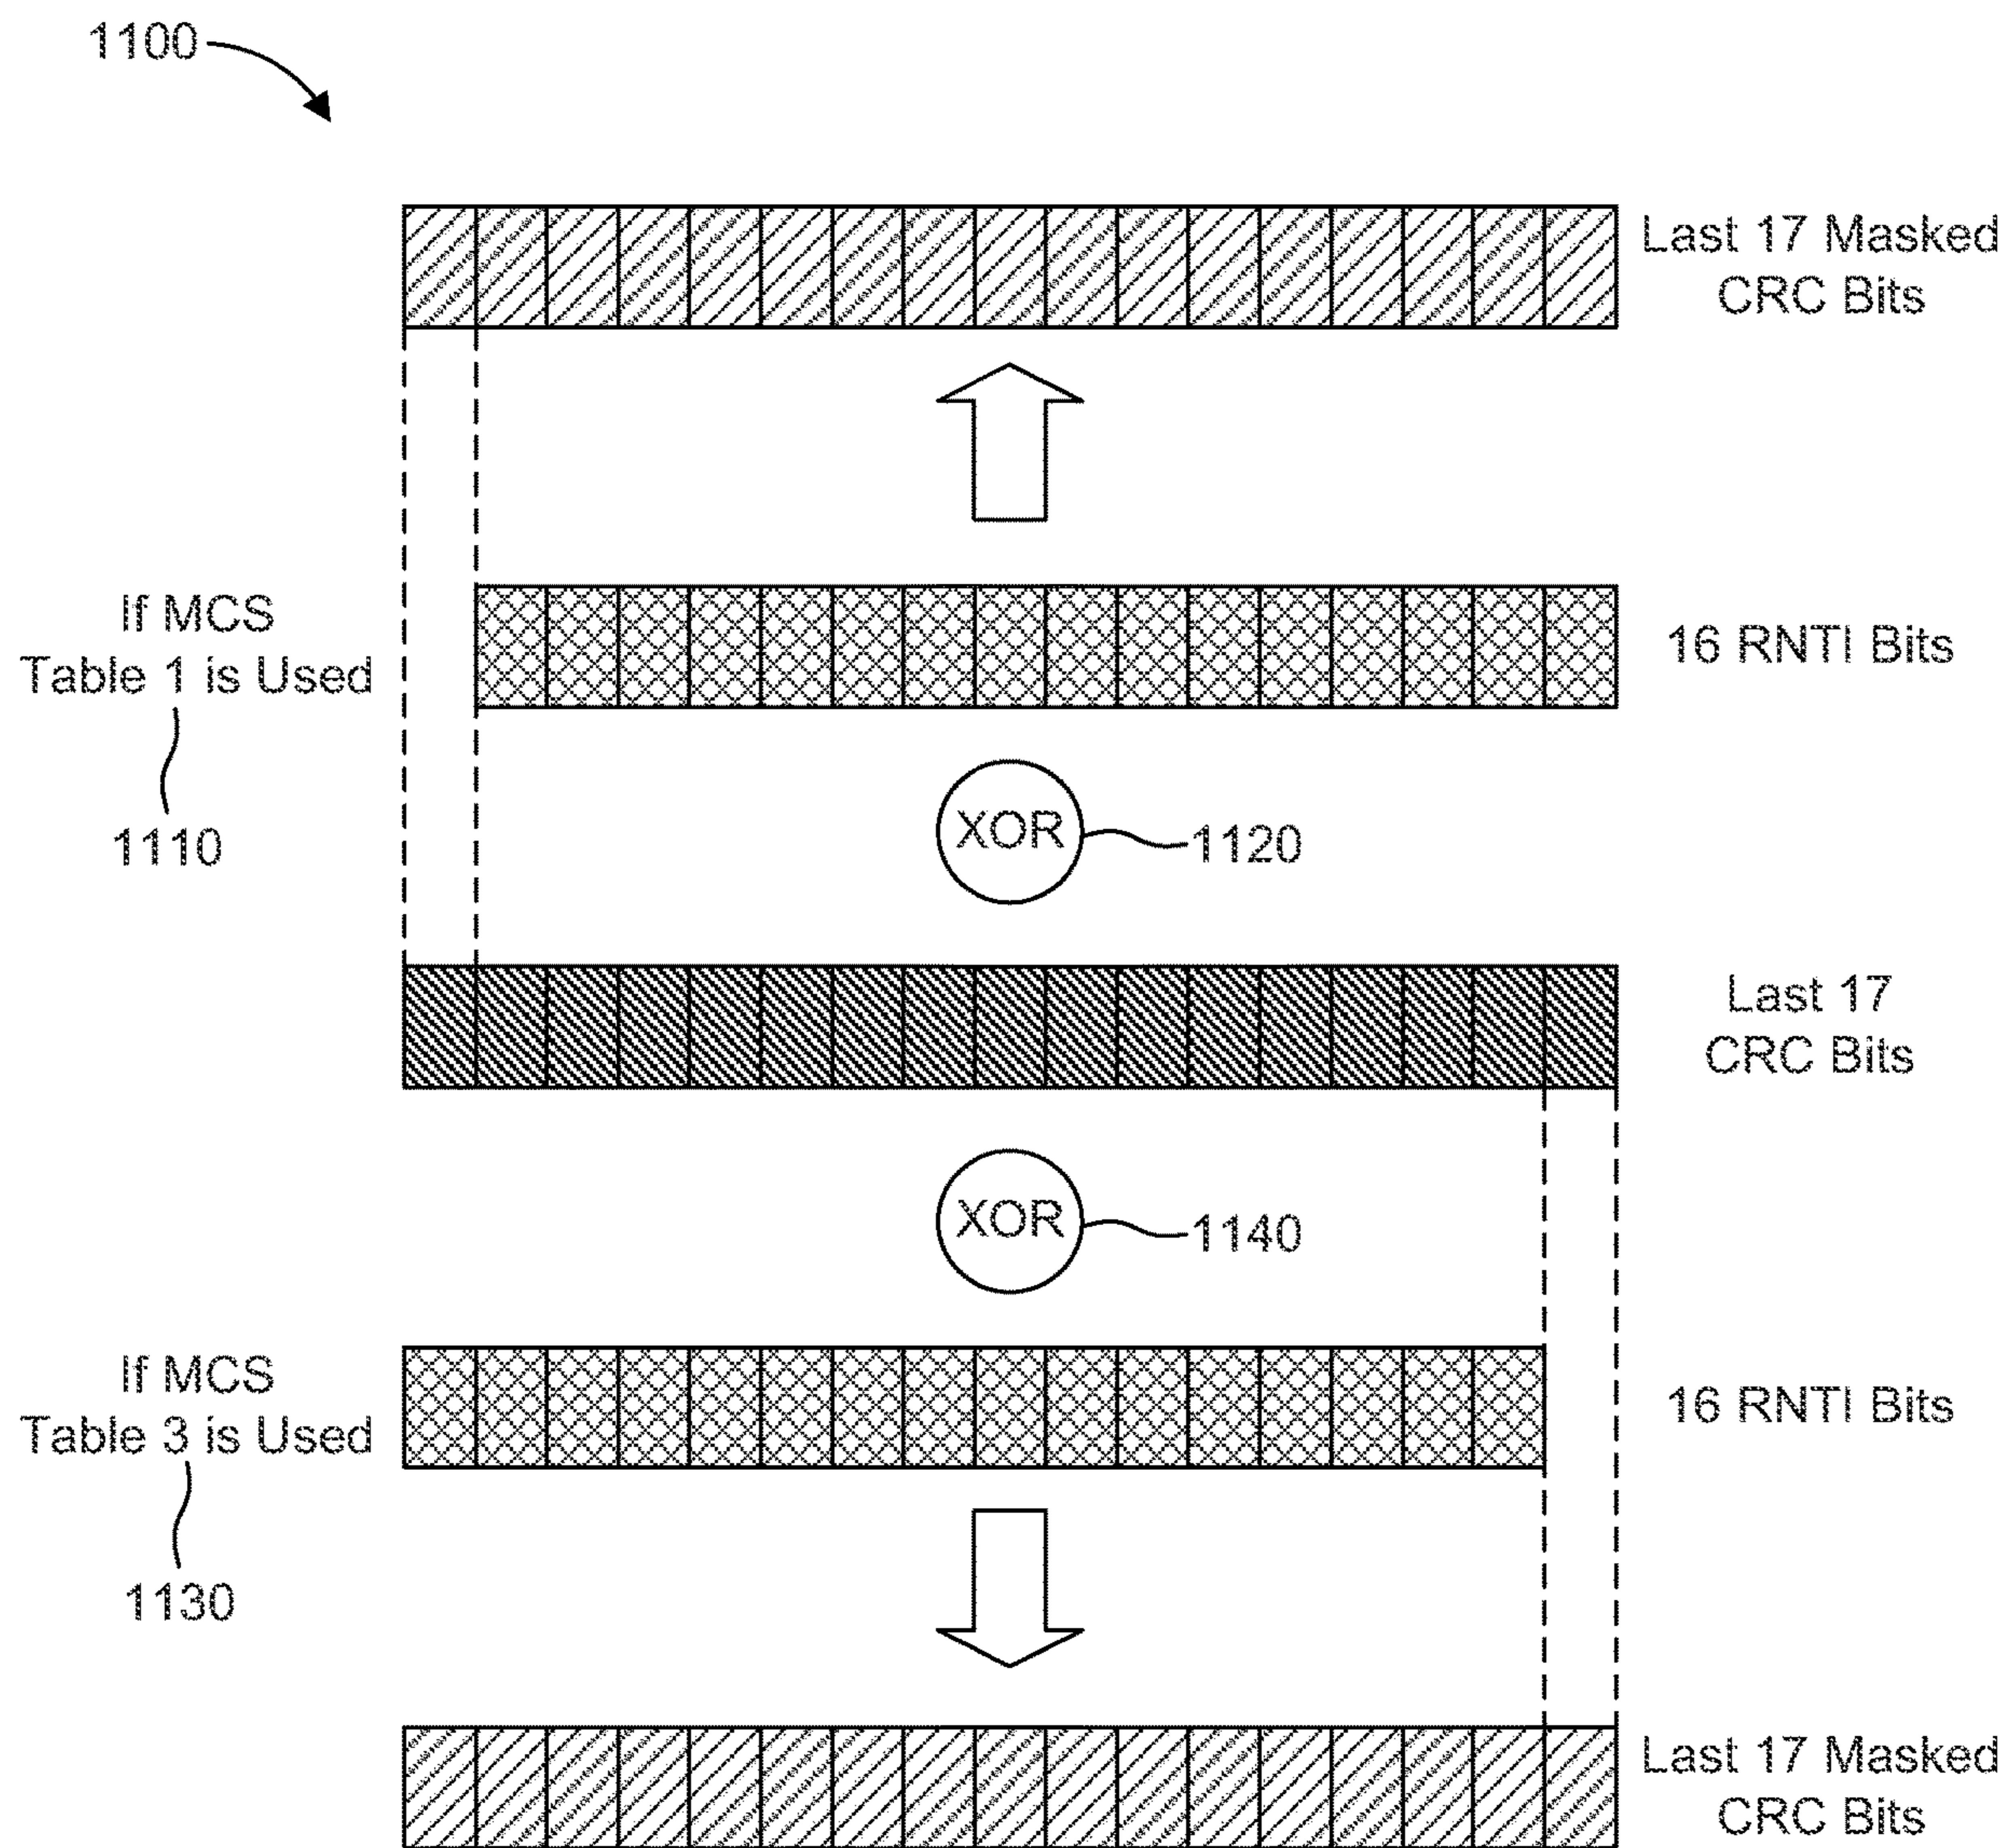 1100
Last 17 Masked
CRC Bits
If MCS
Table 1 is Used
1110
16 RNTI Bits
XOR
1120
Last 17
CRC Bits
XOR
1140
If MCS
Table 3 is Used
1130
16 RNTI Bits
Last 17 Masked
CRC Bits